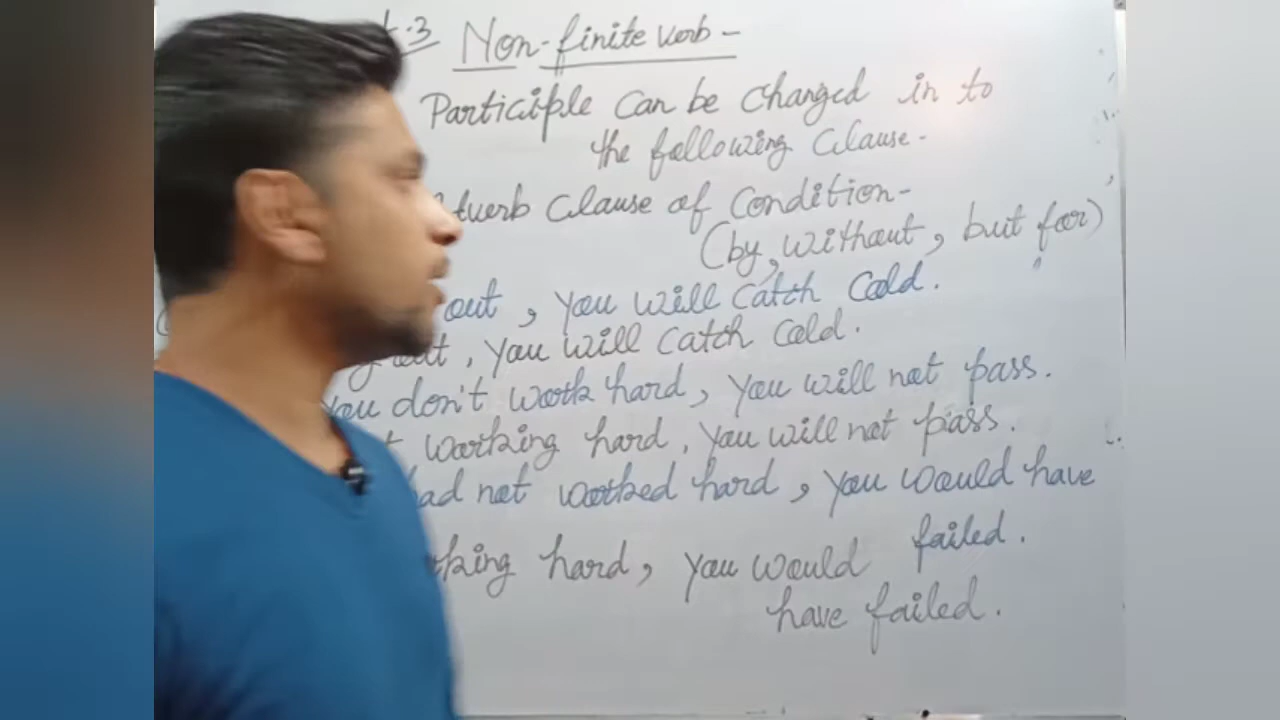 t.3 Non-finite verb -
Participle can be changed in to
the following Clause.
Clause of Condition-
(by, without, but for)
out, you will catch Cold.
out, you will catch cold.
you don't work hard, you will not pass.
working hard, you will not pass.
had not worked hard, you would have
failed.
hard, you would
have failed.